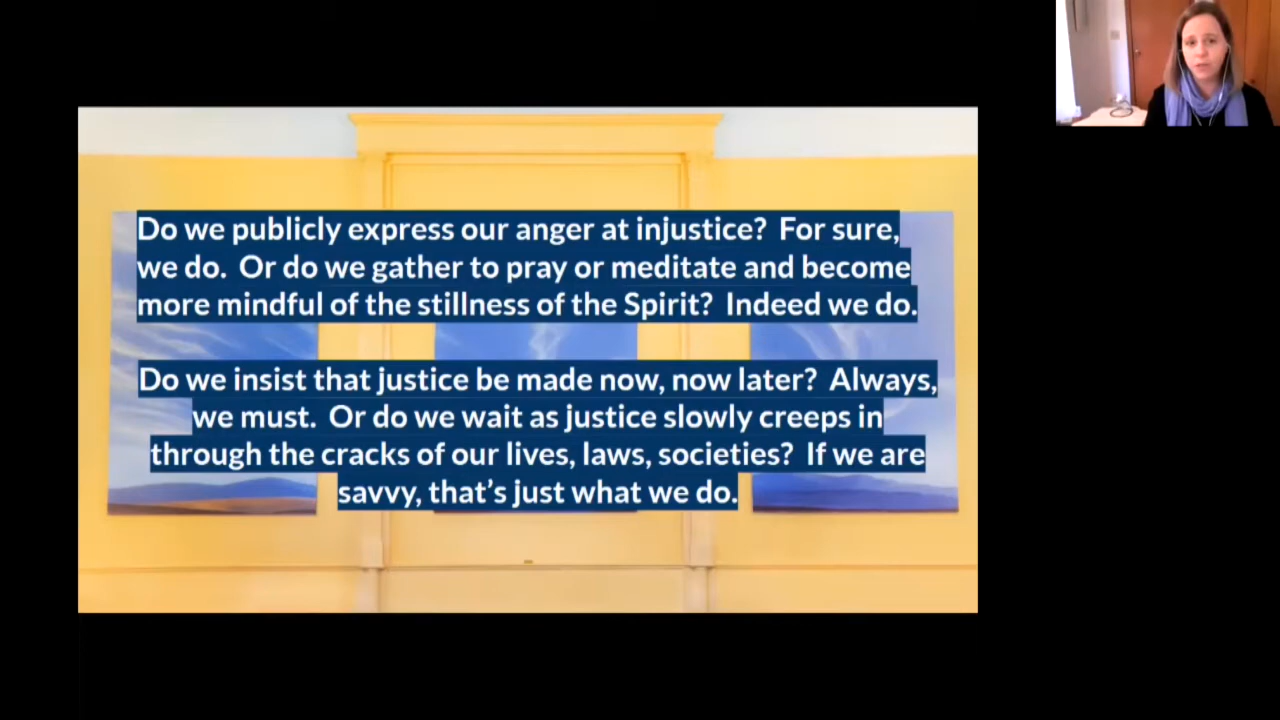 Do we publicly express our anger at injustice?  For sure,
we do.  Or do we gather to pray or meditate and become
more mindful of the stillness of the Spirit?  Indeed we do.
Do we insist that justice be made now, now later?  Always,
we must.  Or do we wait as justice slowly creeps in
through the cracks of our lives, laws, societies?  If we are
savvy, that’s just what we do.